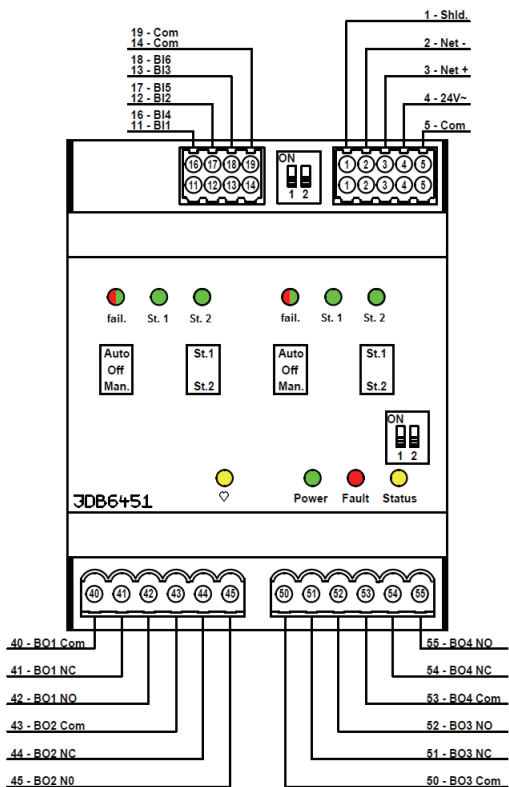 1 - Shld.
19 - Com
14 - Com
2 - Net -
18 - BI6
13 - BI3
3 - Net +
17 - BI5
12 - BI2
4 - 24V~
16 - BI4
11 - BI1
5 - Com
16 17 18 19
11 12 13 14
ON
1 2
1 2 3 4 5
1 2 3 4 5
fail. St. 1 St. 2
fail. St. 1 St. 2
Auto
Off
Man.
St.1
St.2
Auto
Off
Man.
St.1
St.2
ON
1 2
JDB6451
Power Fault Status
40 41 42 43 44 45
50 51 52 53 54 55
40 - BO1 Com
55 - BO4 NO
41 - BO1 NC
54 - BO4 NC
42 - BO1 NO
53 - BO4 Com
43 - BO2 Com
52 - BO3 NO
44 - BO2 NC
51 - BO3 NC
45 - BO2 N0
50 - BO3 Com